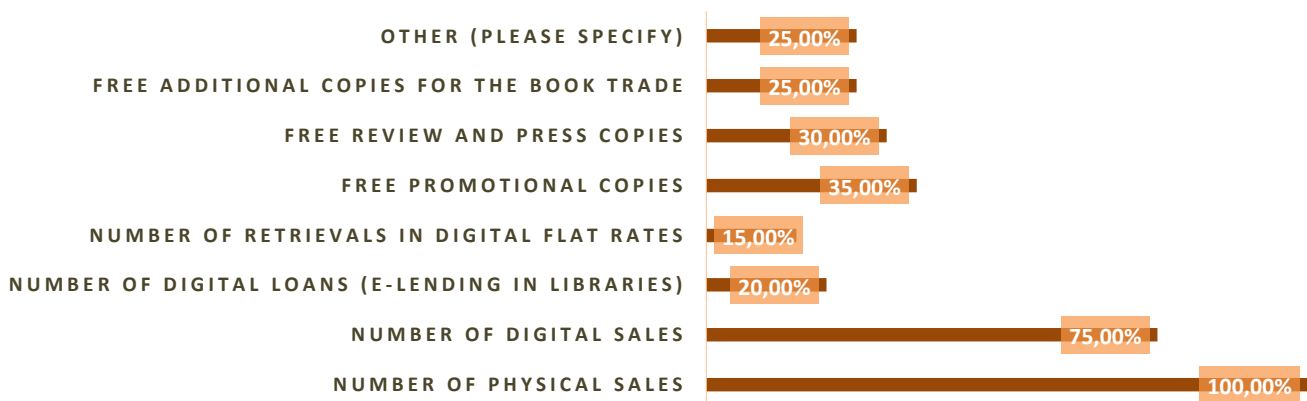 OTHER (PLEASE SPECIFY) 25,00%
FREE ADDITIONAL COPIES FOR THE BOOK TRADE 25,00%
FREE REVIEW AND PRESS COPIES 30,00%
FREE PROMOTIONAL COPIES 35,00%
NUMBER OF RETRIEVALS IN DIGITAL FLAT RATES 15,00%
NUMBER OF DIGITAL LOANS (E-LENDING IN LIBRARIES) 20,00%
NUMBER OF DIGITAL SALES 75,00%
NUMBER OF PHYSICAL SALES 100,00%